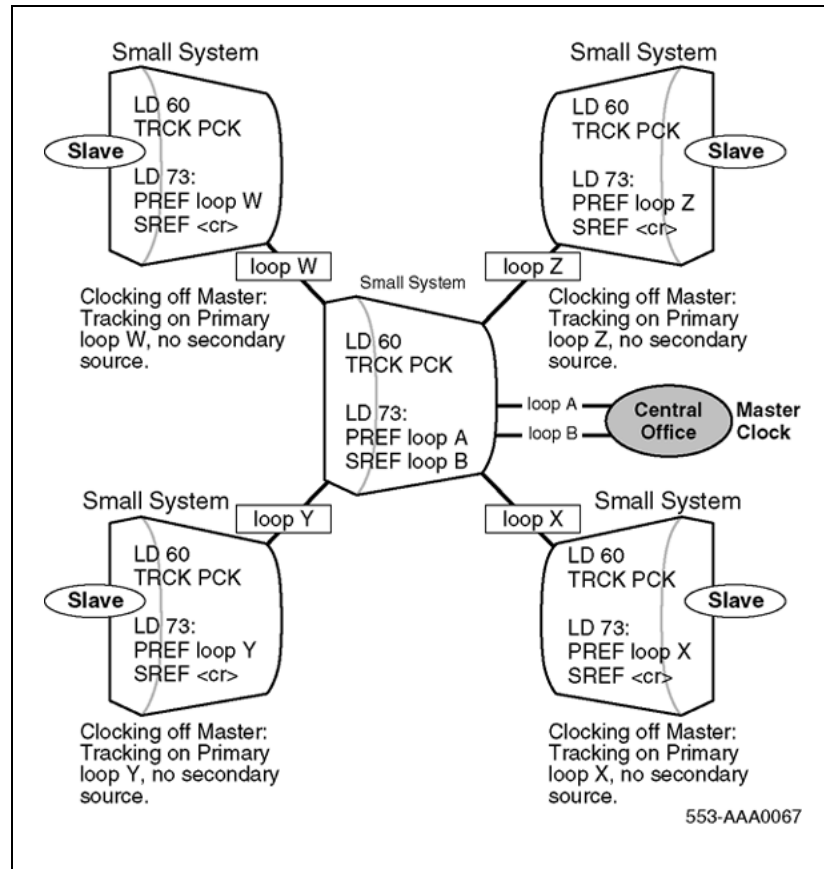 Small System
LD 60
TRCK PCK
Slave
LD 73:
PREF loop W
SREF <cr>
loop W
Clocking off Master:
Tracking on Primary
loop W, no secondary
source.
Small System
LD 60
TRCK PCK
Slave
LD 73:
PREF loop Z
SREF <cr>
loop Z
Clocking off Master:
Tracking on Primary
loop Z, no secondary
source.
Small System
LD 60
TRCK PCK
LD 73:
PREF loop A
SREF loop B
loop A
loop B
Central
Office
Master
Clock
Small System
loop Y
LD 60
TRCK PCK
Slave
LD 73:
PREF loop Y
SREF <cr>
Clocking off Master:
Tracking on Primary
loop Y, no secondary
source.
Small System
loop X
LD 60
TRCK PCK
Slave
LD 73:
PREF loop X
SREF <cr>
Clocking off Master:
Tracking on Primary
loop X, no secondary
source.
553-AAA0067